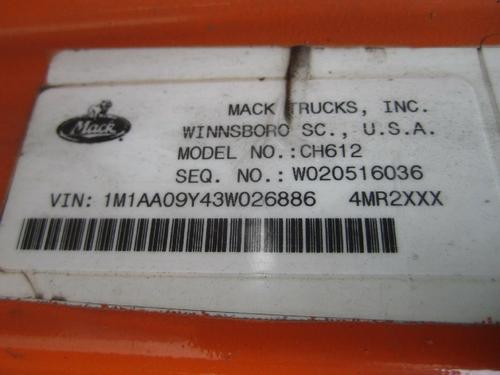 Mack
MACK TRUCKS, INC.
WINNSBORO SC., U.S.A.
MODEL NO.:CH612
SEQ. NO.: W020516036
VIN: 1M1AA09Y43W026886 4MR2XXX